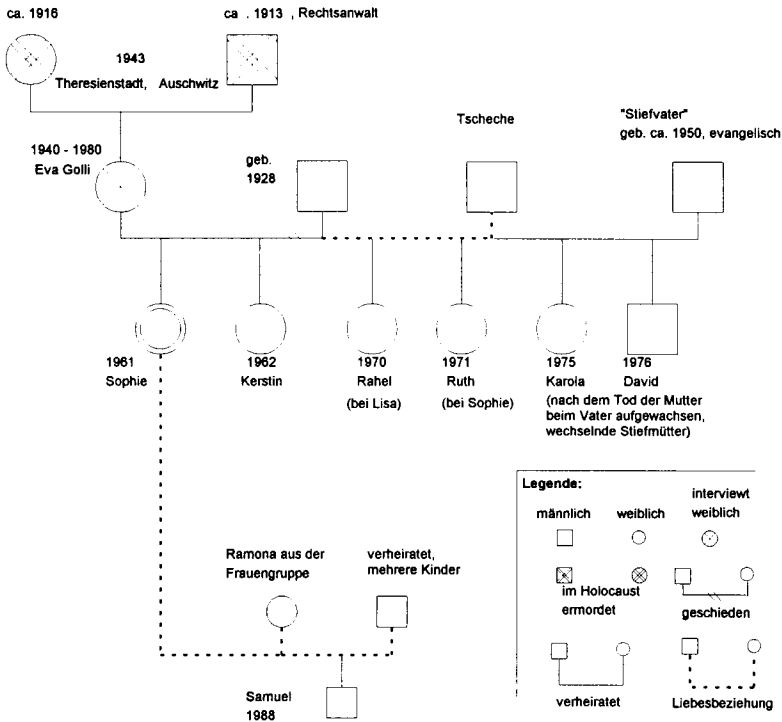 ca. 1916
ca . 1913 , Rechtsanwalt
1943
Theresienstadt, Auschwitz
1940 - 1980
Eva Golli
geb.
1928
Tscheche
"Stiefvater"
geb. ca. 1950, evangelisch
1961
Sophie
1962
Kerstin
1970
Rahel
(bei Lisa)
1971
Ruth
(bei Sophie)
1975
Karola
(nach dem Tod der Mutter
beim Vater aufgewachsen,
wechselnde Stiefmütter)
1976
David
Ramona aus der
Frauengruppe
verheiratet,
mehrere Kinder
Samuel
1988
Legende:
männlich
weiblich
interviewt
weiblich
im Holocaust
ermordet
geschieden
verheiratet
Liebesbeziehung